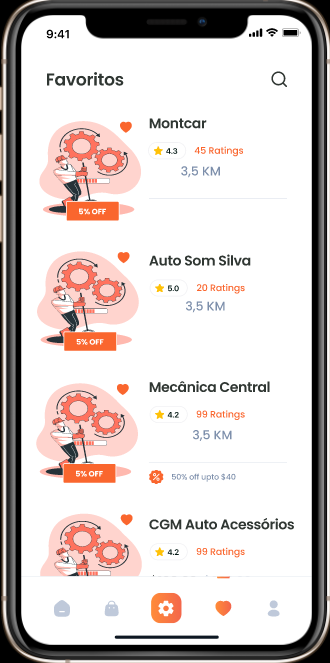 9:41
Favoritos
Montcar
4.3 45 Ratings
3,5 KM
5% OFF
Auto Som Silva
5.0 20 Ratings
3,5 KM
5% OFF
Mecânica Central
4.2 99 Ratings
3,5 KM
5% OFF
50% off upto $40
CGM Auto Acessórios
4.2 99 Ratings